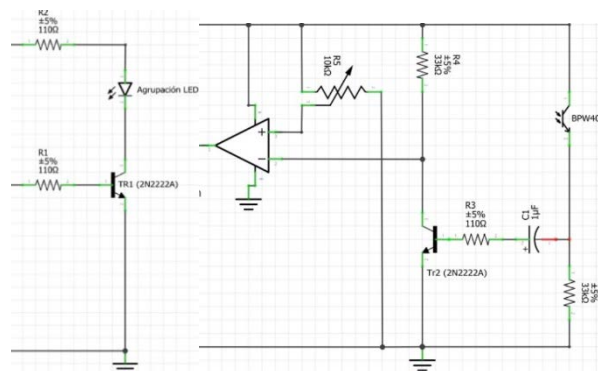 R2
±5%
110Ω
Agrupación LED
R1
±5%
110Ω
TR1 (2N2222A)
R5
10kΩ
R4
±5%
33kΩ
BPW40
R3
±5%
110Ω
C1
1µF
+
−
+
Tr2 (2N2222A)
±5%
33kΩ